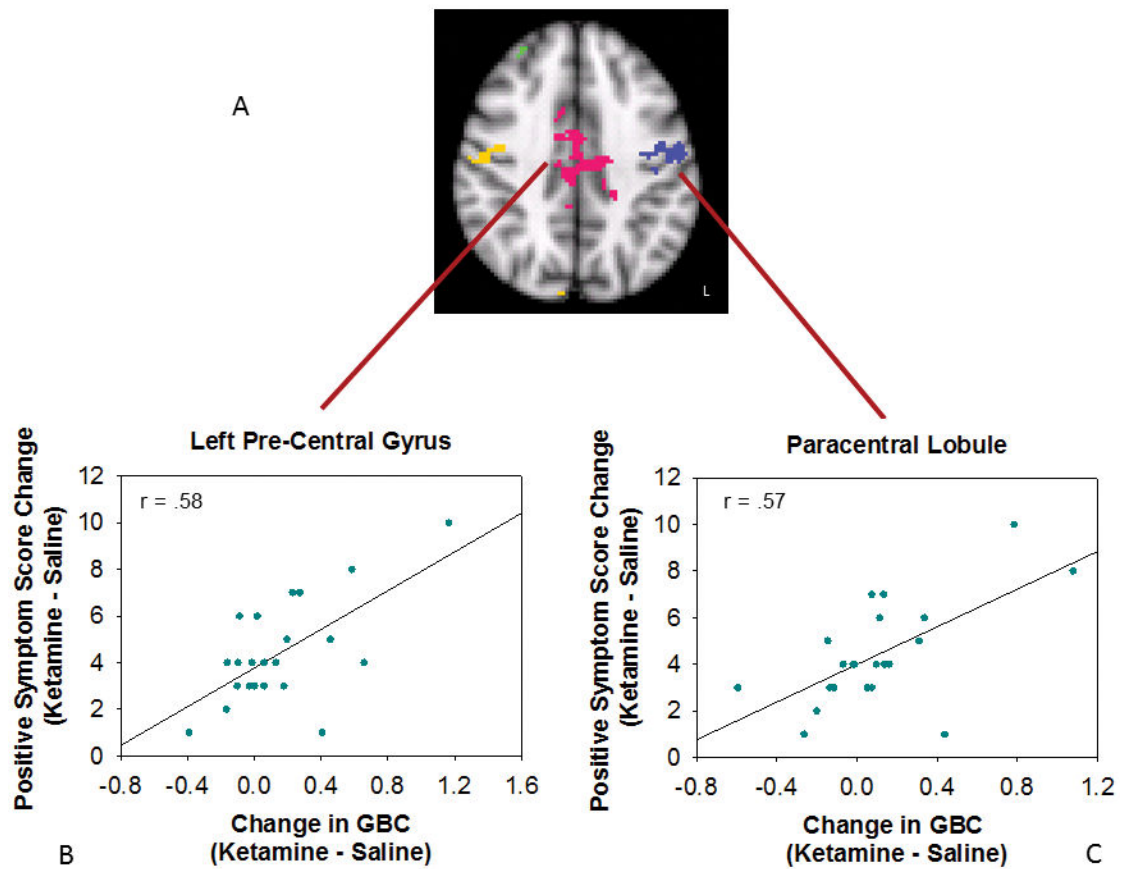 A
L
Left Pre-Central Gyrus
Positive Symptom Score Change
(Ketamine - Saline)
r = .58
12
10
8
6
4
2
0
-0.8 -0.4 0.0 0.4 0.8 1.2 1.6
Change in GBC
(Ketamine - Saline)
B
Paracentral Lobule
Positive Symptom Score Change
(Ketamine - Saline)
r = .57
12
10
8
6
4
2
0
-0.8 -0.4 0.0 0.4 0.8 1.2
Change in GBC
(Ketamine - Saline)
C